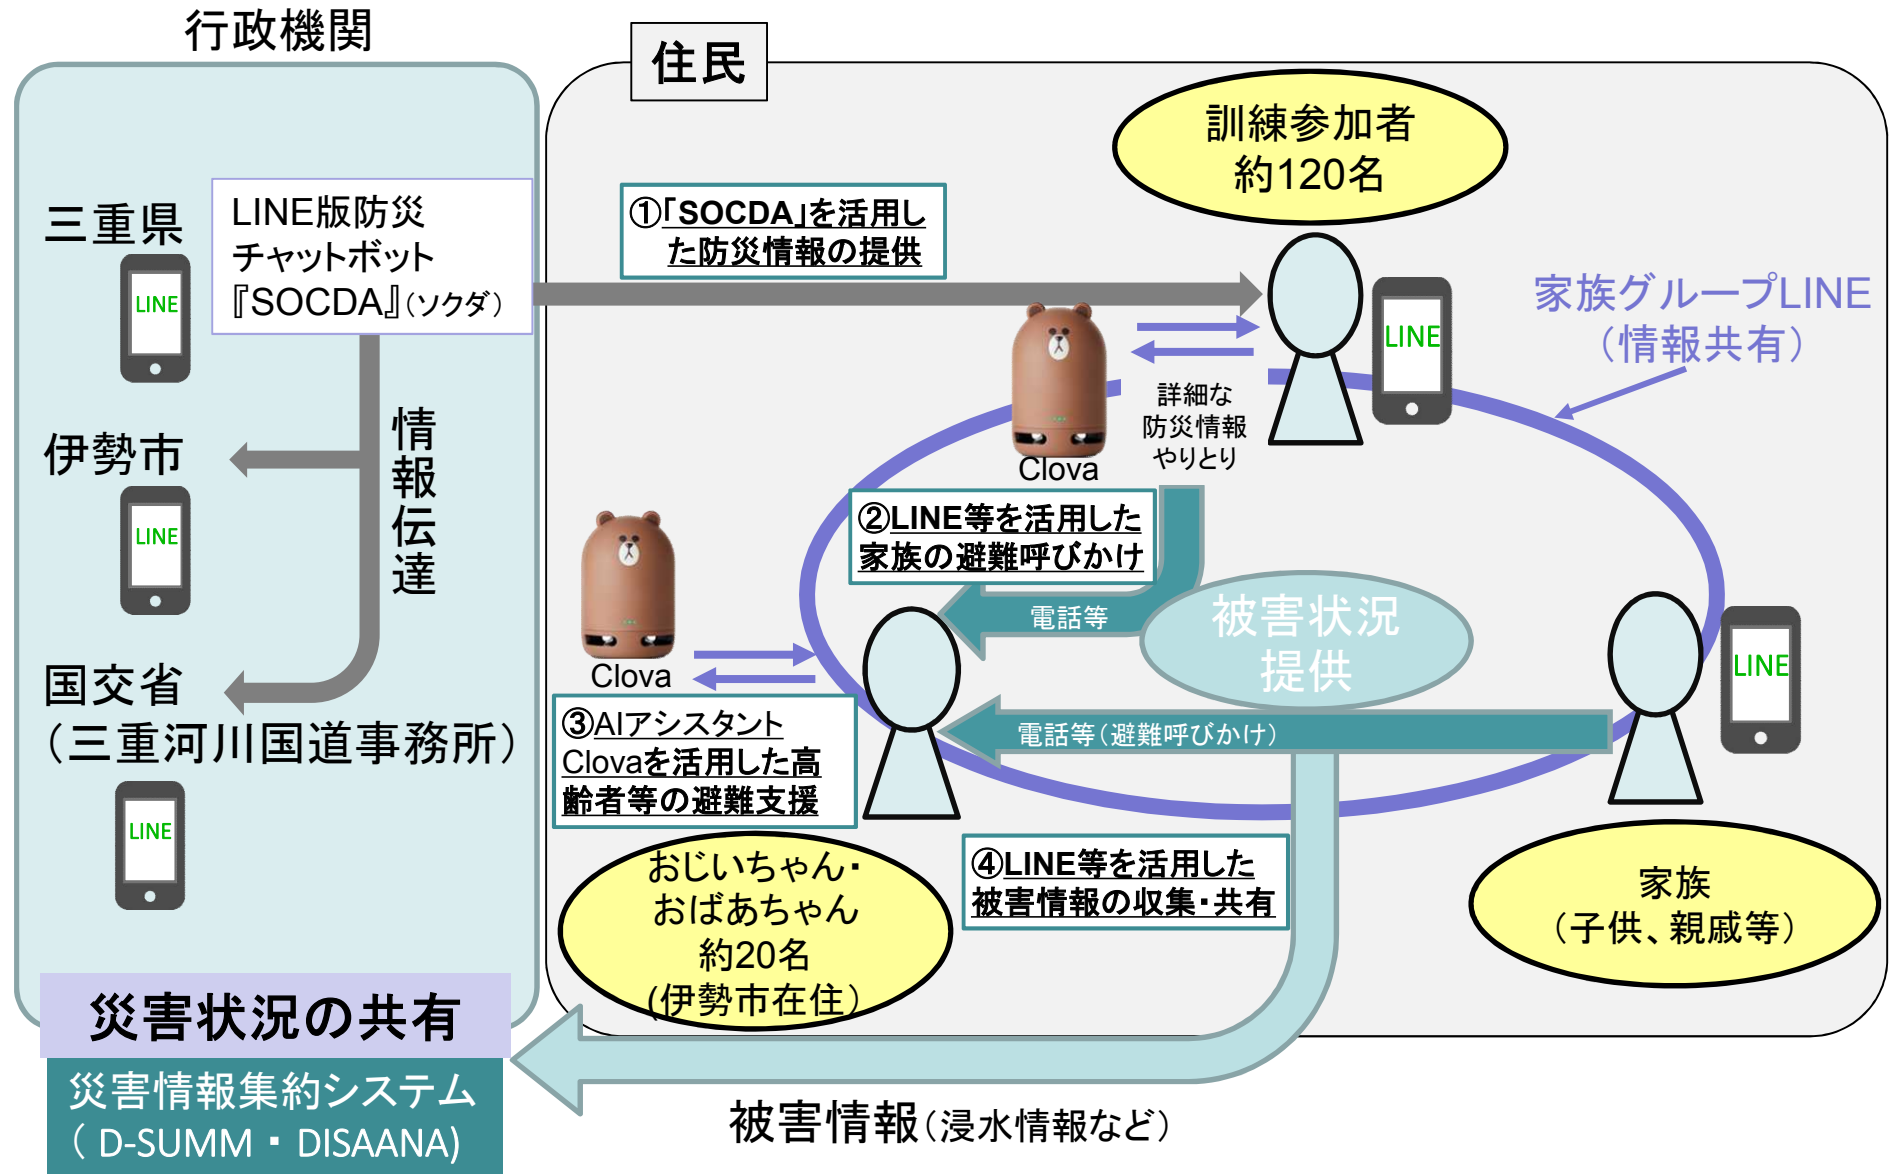 行政機関
三重県
LINE
LINE版防災
チャットボット
『SOCDA』(ソクダ)
伊勢市
LINE
情報伝達
国交省
(三重河川国道事務所)
LINE
災害状況の共有
災害情報集約システム
( D-SUMM ・ DISAANA)
住民
訓練参加者
約120名
①「SOCDA」を活用し
た防災情報の提供
LINE
家族グループLINE
(情報共有)
Clova
詳細な
防災情報
やりとり
②LINE等を活用した
家族の避難呼びかけ
電話等
被害状況
提供
Clova
③AIアシスタント
Clovaを活用した高
齢者等の避難支援
電話等(避難呼びかけ)
LINE
おじいちゃん・
おばあちゃん
約20名
(伊勢市在住)
④LINE等を活用した
被害情報の収集・共有
家族
(子供、親戚等)
被害情報(浸水情報など)